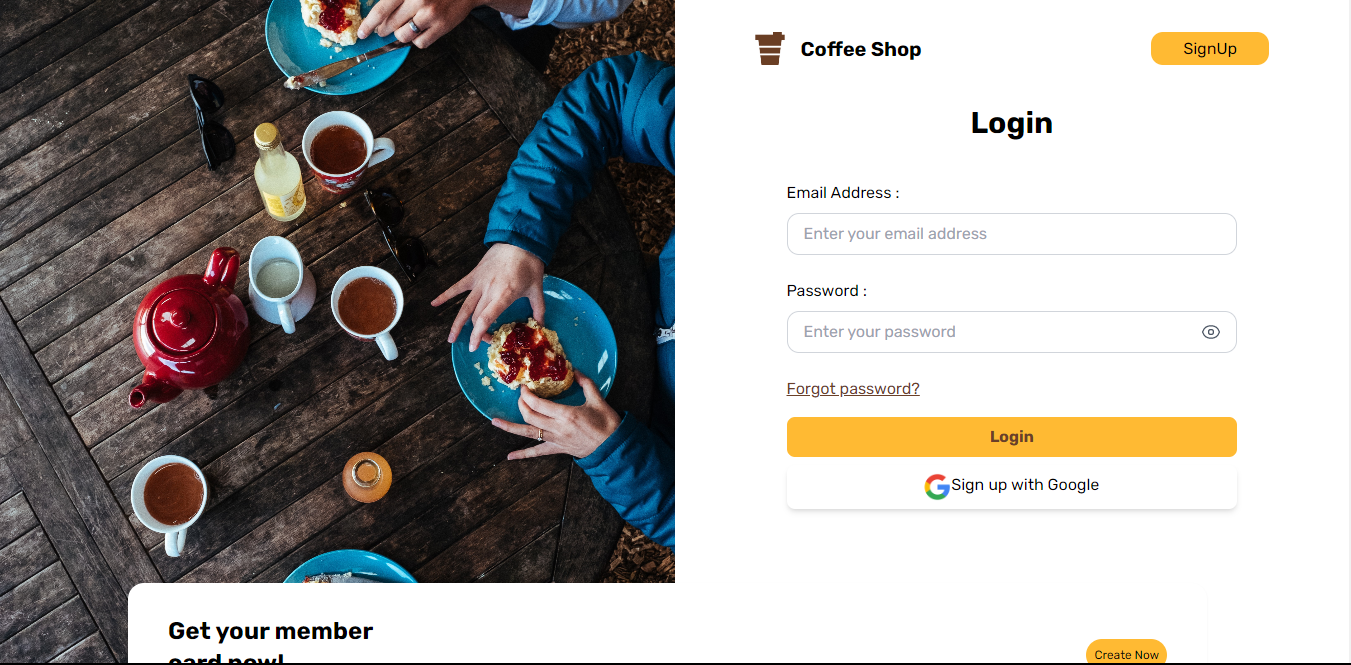 Coffee Shop
SignUp
Login
Email Address :
Enter your email address
Password :
Enter your password
Forgot password?
Login
Sign up with Google
Get your member
card now!
Create Now